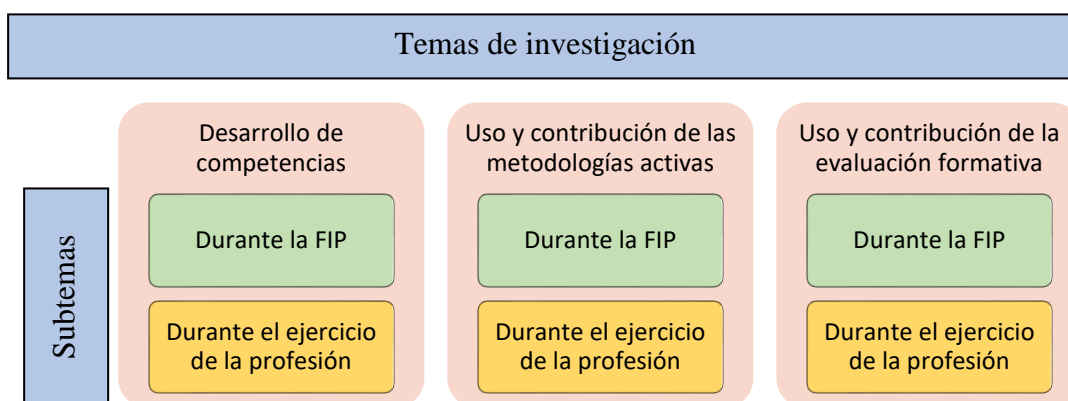 Temas de investigación
Desarrollo de
competencias
Uso y contribución de las
metodologías activas
Uso y contribución de la
evaluación formativa
Subtemas
Durante la FIP
Durante la FIP
Durante la FIP
Durante el ejercicio
de la profesión
Durante el ejercicio
de la profesión
Durante el ejercicio
de la profesión